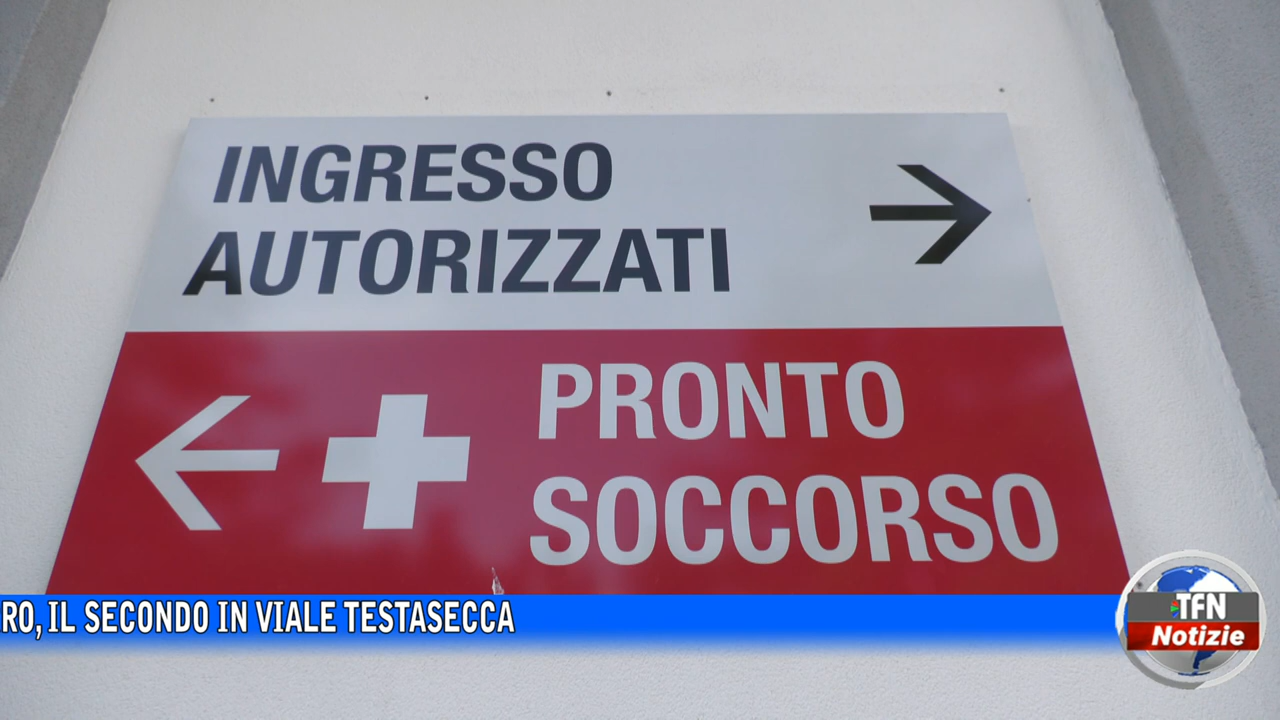 INGRESSO
AUTORIZZATI
PRONTO
SOCCORSO
RO, IL SECONDO IN VIALE TESTASECCA
TFN
Notizie